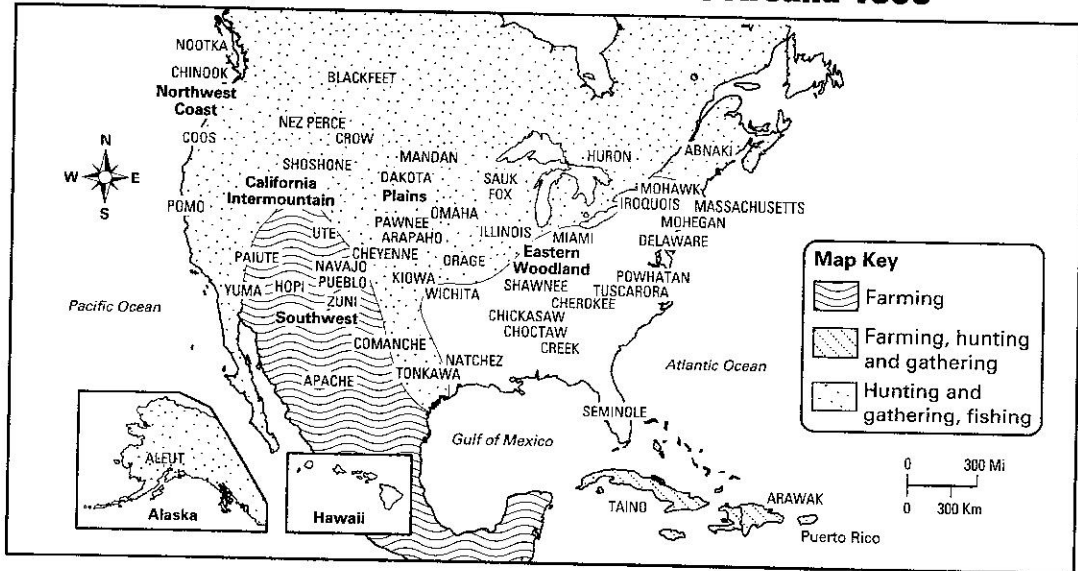 NOOTKA
CHINOOK
Northwest
Coast
COOS
BLACKFEET
NEZ PERCE
CROW
SHOSHONE
MANDAN
DAKOTA
Plains
SAUK
FOX
HURON
ABNAKI
N
W E
S
California
Intermountain
POMO
OMAHA
PAWNEE
ARAPAHO
ILLINOIS
MIAMI
MOHAWK
IROQUOIS
MASSACHUSETTS
MOHEGAN
DELAWARE
UTE
PAIUTE
CHEYENNE
ORAGE
Eastern
Woodland
NAVAJO
PUEBLO
KIOWA
YUMA
HOPI
ZUNI
WICHITA
SHAWNEE
POWHATAN
TUSCARORA
CHEROKEE
Southwest
CHICKASAW
CHOCTAW
CREEK
COMANCHE
NATCHEZ
TONKAWA
APACHE
SEMINOLE
Pacific Ocean
Atlantic Ocean
Gulf of Mexico
Map Key
Farming
Farming, hunting
and gathering
Hunting and
gathering, fishing
0 300 Mi
0 300 Km
ALEUT
Alaska
Hawaii
TAINO
ARAWAK
Puerto Rico